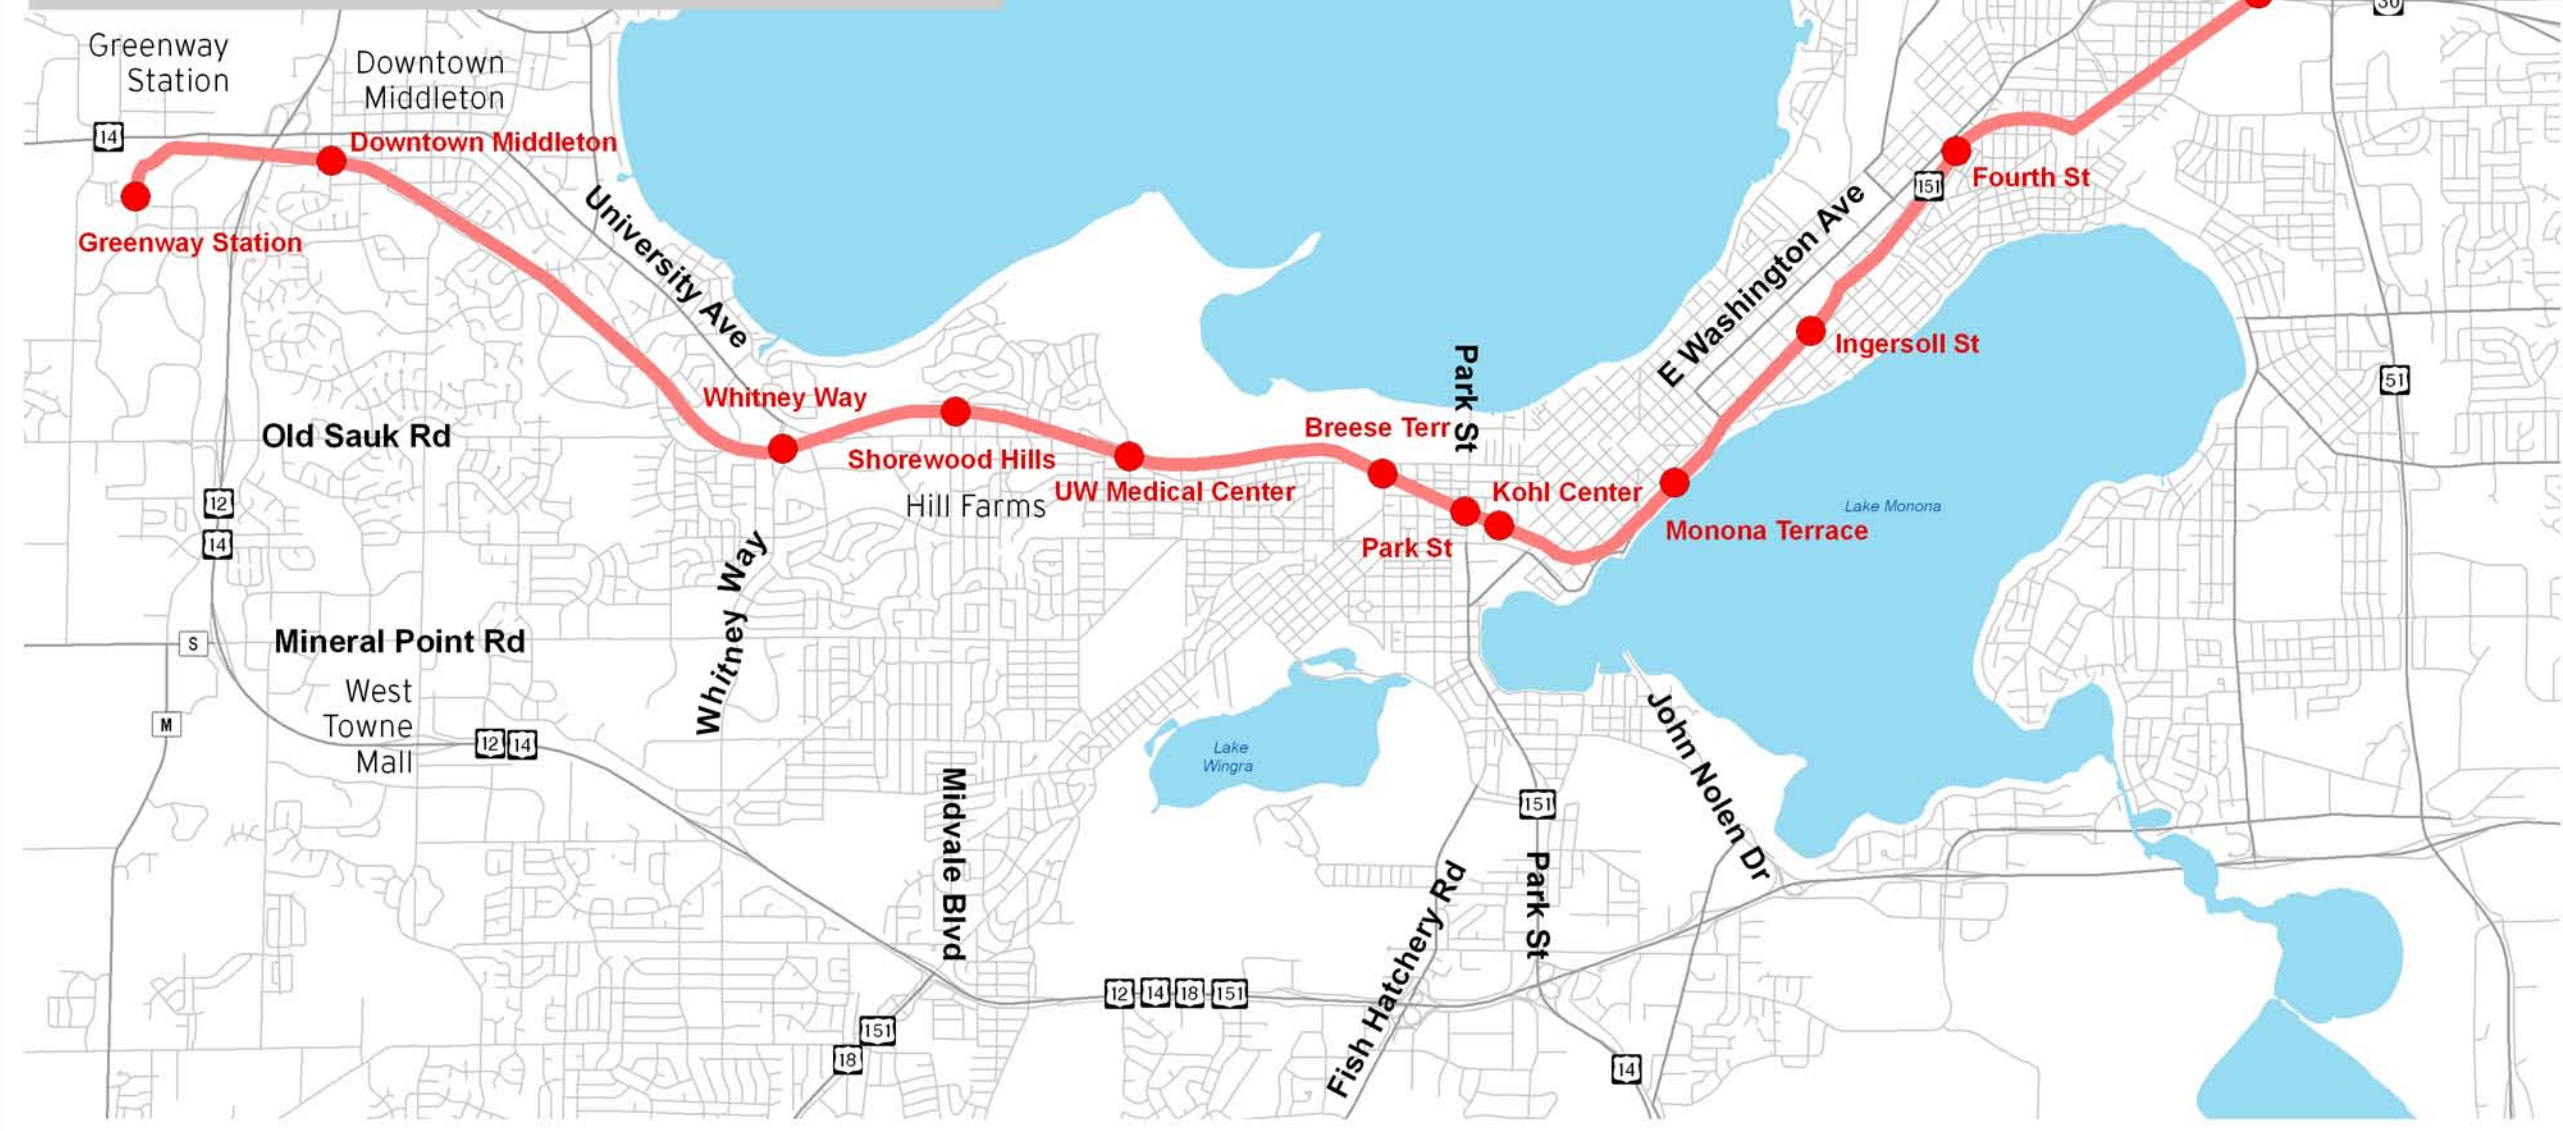 Greenway
Station
Downtown
Middleton
14
Downtown Middleton
Greenway Station
University Ave
E Washington Ave
151
Fourth St
Ingersoll St
51
Park St
Whitney Way
Breese Terr
Old Sauk Rd
Shorewood Hills
UW Medical Center
Kohl Center
Hill Farms
Monona Terrace
Lake Monona
Park St
12
14
Whitney Way
S
Mineral Point Rd
West
Towne
Mall
M
12 14
Lake
Wingra
John Nolen Dr
Midvale Blvd
151
Park St
Fish Hatchery Rd
12 14 18 151
151
18
14